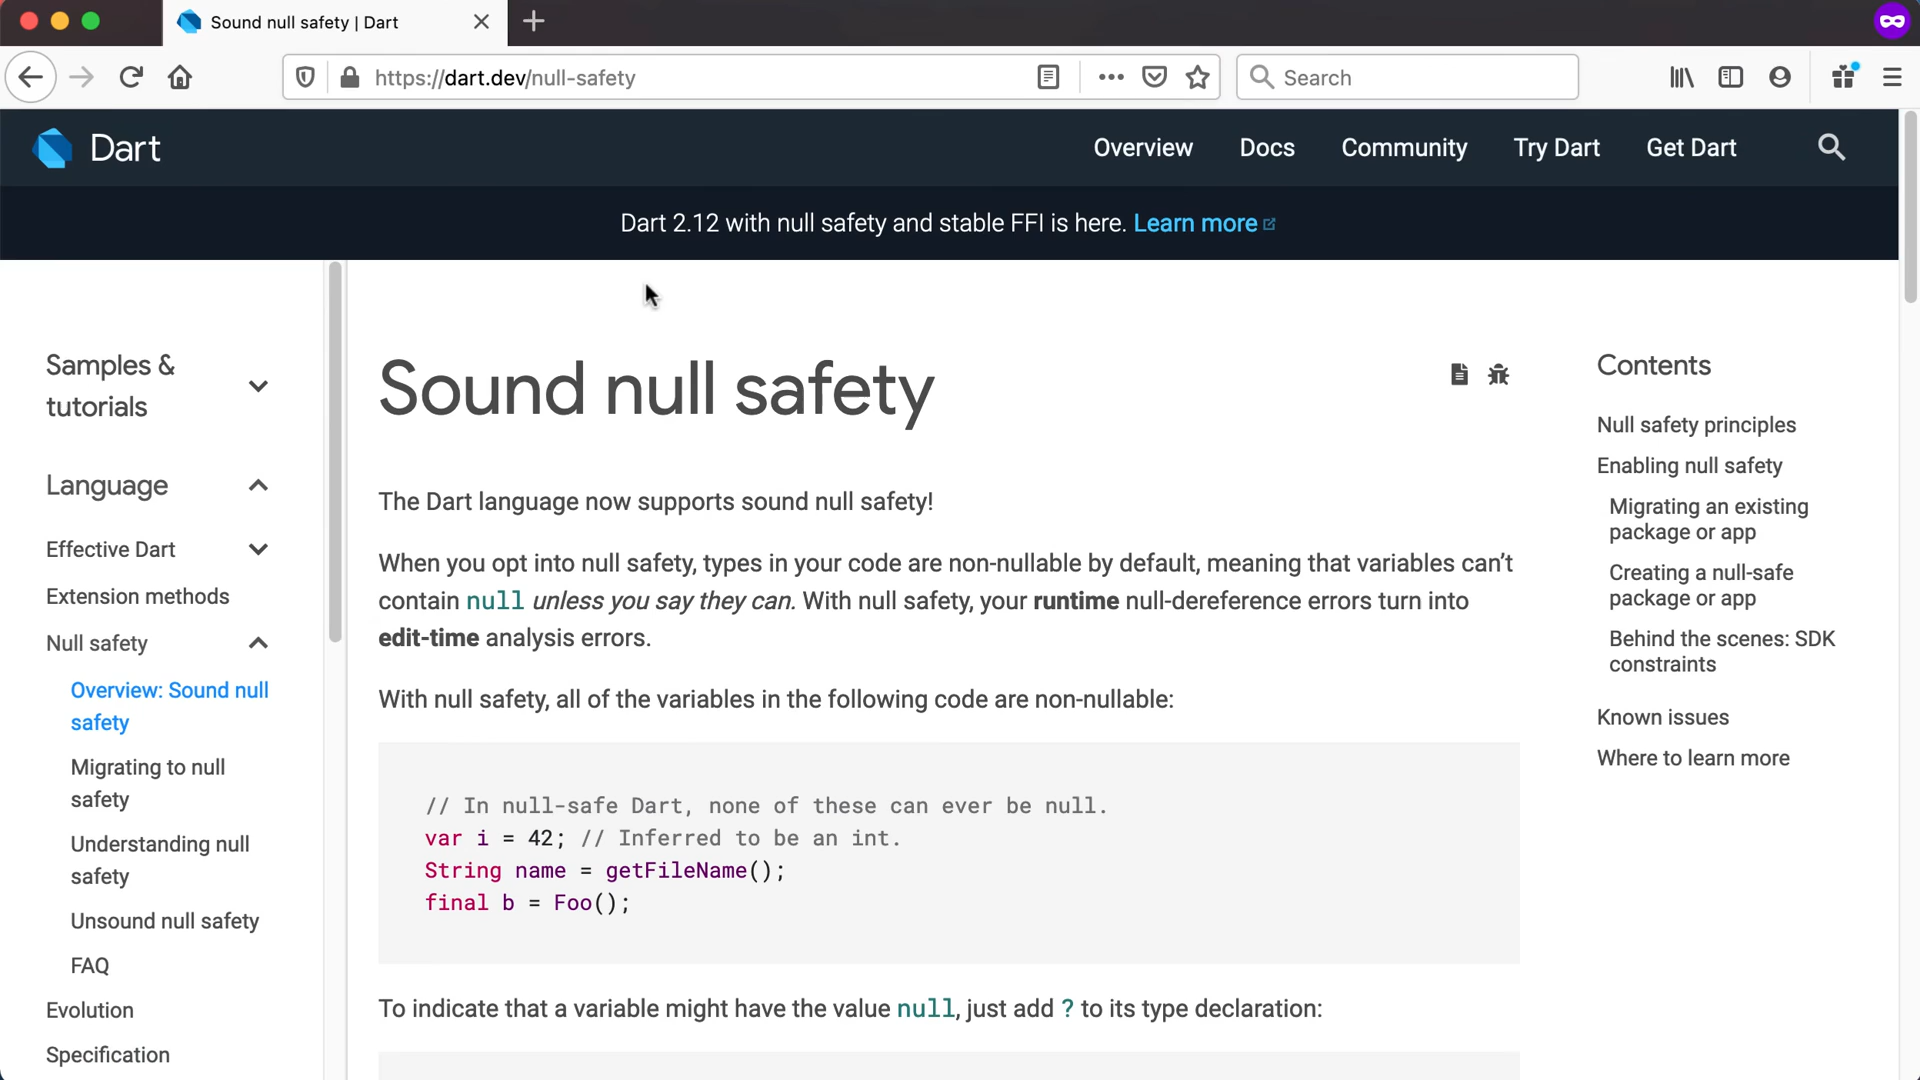 Sound null safety | Dart
https://dart.dev/null-safety
Search
Dart
Overview
Docs
Community
Try Dart
Get Dart
Dart 2.12 with null safety and stable FFI is here. Learn more
Samples &
tutorials
Language
Effective Dart
Extension methods
Null safety
Overview: Sound null
safety
Migrating to null
safety
Understanding null
safety
Unsound null safety
FAQ
Evolution
Specification
Sound null safety
The Dart language now supports sound null safety!
When you opt into null safety, types in your code are non-nullable by default, meaning that variables can’t
contain null unless you say they can. With null safety, your runtime null-dereference errors turn into
edit-time analysis errors.
With null safety, all of the variables in the following code are non-nullable:
// In null-safe Dart, none of these can ever be null.
var i = 42; // Inferred to be an int.
String name = getFileName();
final b = Foo();
To indicate that a variable might have the value null, just add ? to its type declaration:
Contents
Null safety principles
Enabling null safety
Migrating an existing
package or app
Creating a null-safe
package or app
Behind the scenes: SDK
constraints
Known issues
Where to learn more